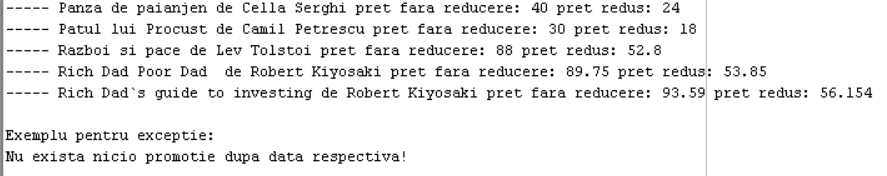 ----- Panza de paianjen de Cella Serghi pret fara reducere: 40 pret redus: 24
----- Patul lui Procust de Camil Petrescu pret fara reducere: 30 pret redus: 18
----- Razboi si pace de Lev Tolstoi pret fara reducere: 88 pret redus: 52.8
----- Rich Dad Poor Dad  de Robert Kiyosaki pret fara reducere: 89.75 pret redus: 53.85
----- Rich Dad`s guide to investing de Robert Kiyosaki pret fara reducere: 93.59 pret redus: 56.154
Exemplu pentru exceptie:
Nu exista nicio promotie dupa data respectiva!